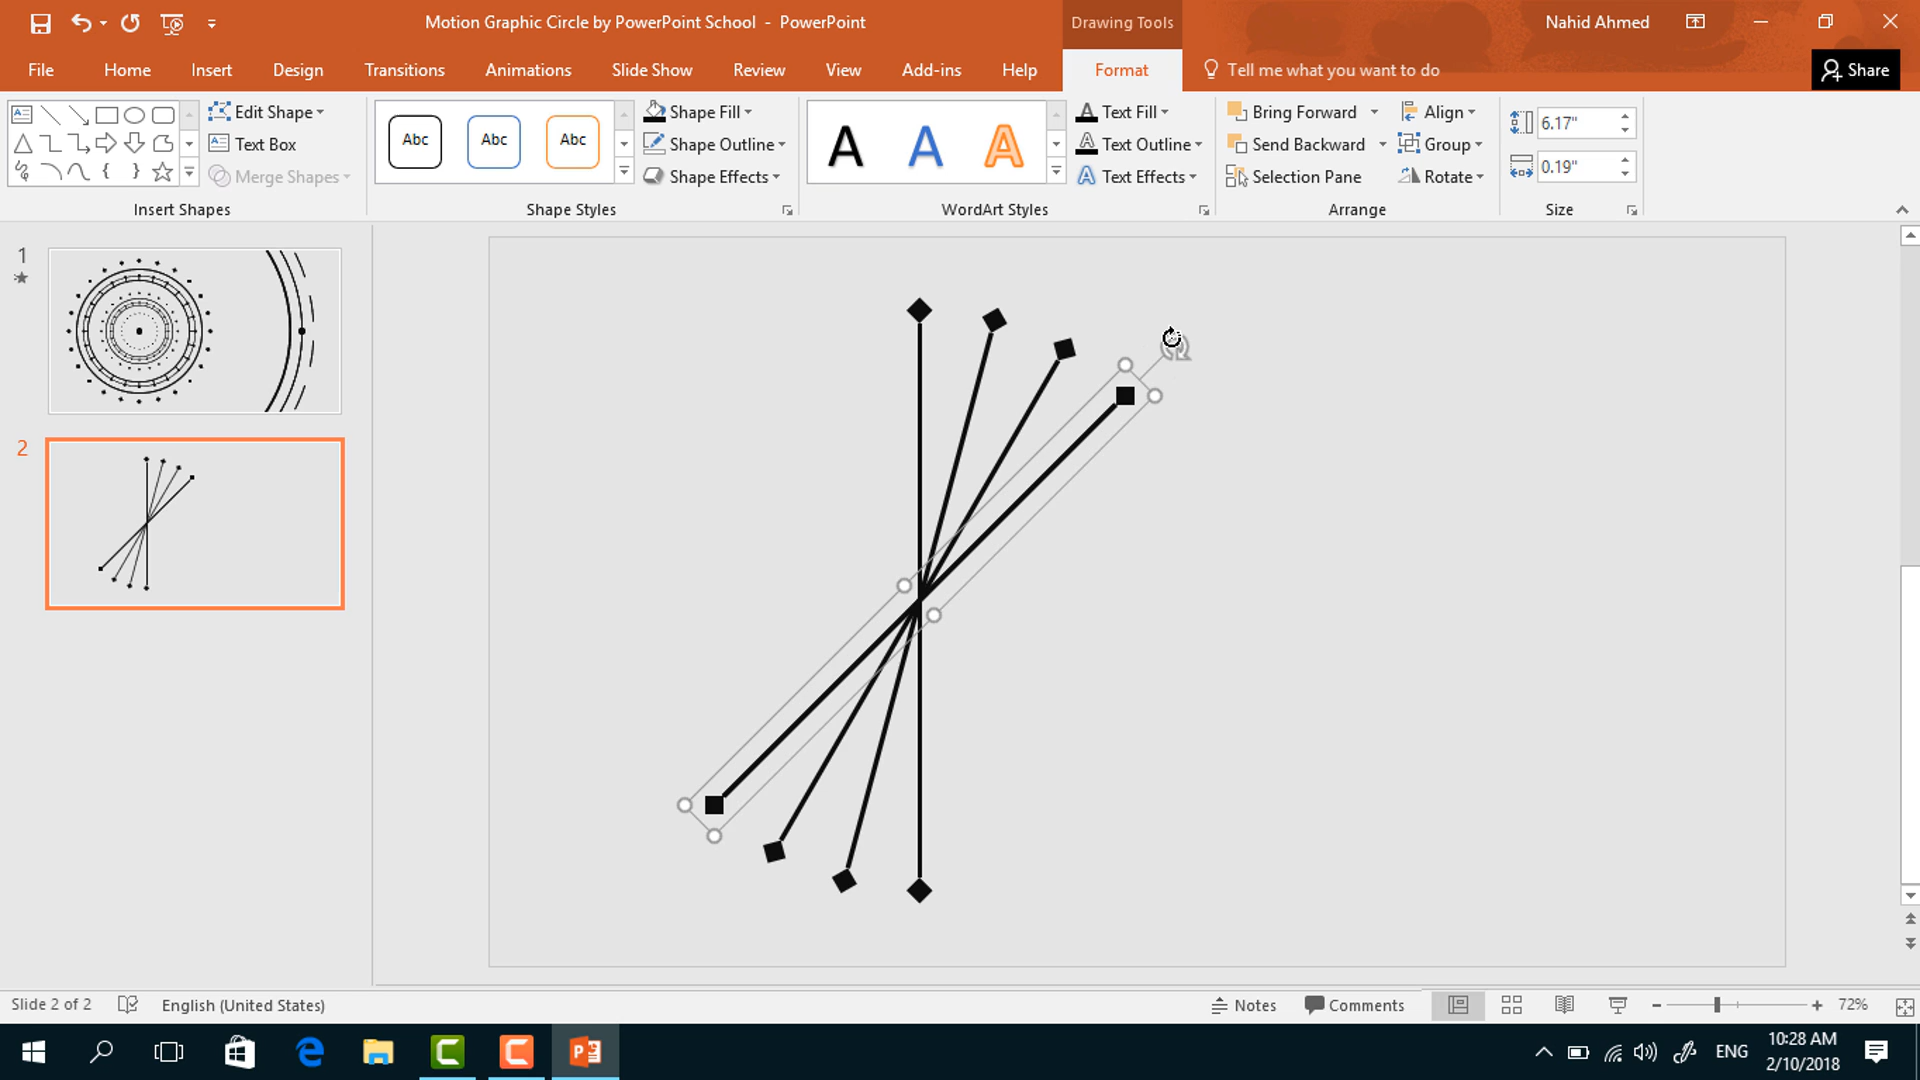 Motion Graphic Circle by PowerPoint School - PowerPoint
Drawing Tools
Nahid Ahmed
File Home Insert Design Transitions Animations Slide Show Review View Add-ins Help Format Tell me what you want to do Share
Edit Shape
Text Box
Merge Shapes
Insert Shapes
Abc Abc Abc
Shape Fill
Shape Outline
Shape Effects
Shape Styles
A A A
Text Fill
Text Outline
Text Effects
WordArt Styles
Bring Forward
Send Backward
Selection Pane
Align
Group
Rotate
Arrange
6.17"
0.19"
Size
1
2
Slide 2 of 2
English (United States)
Notes
Comments
72%
ENG
10:28 AM
2/10/2018